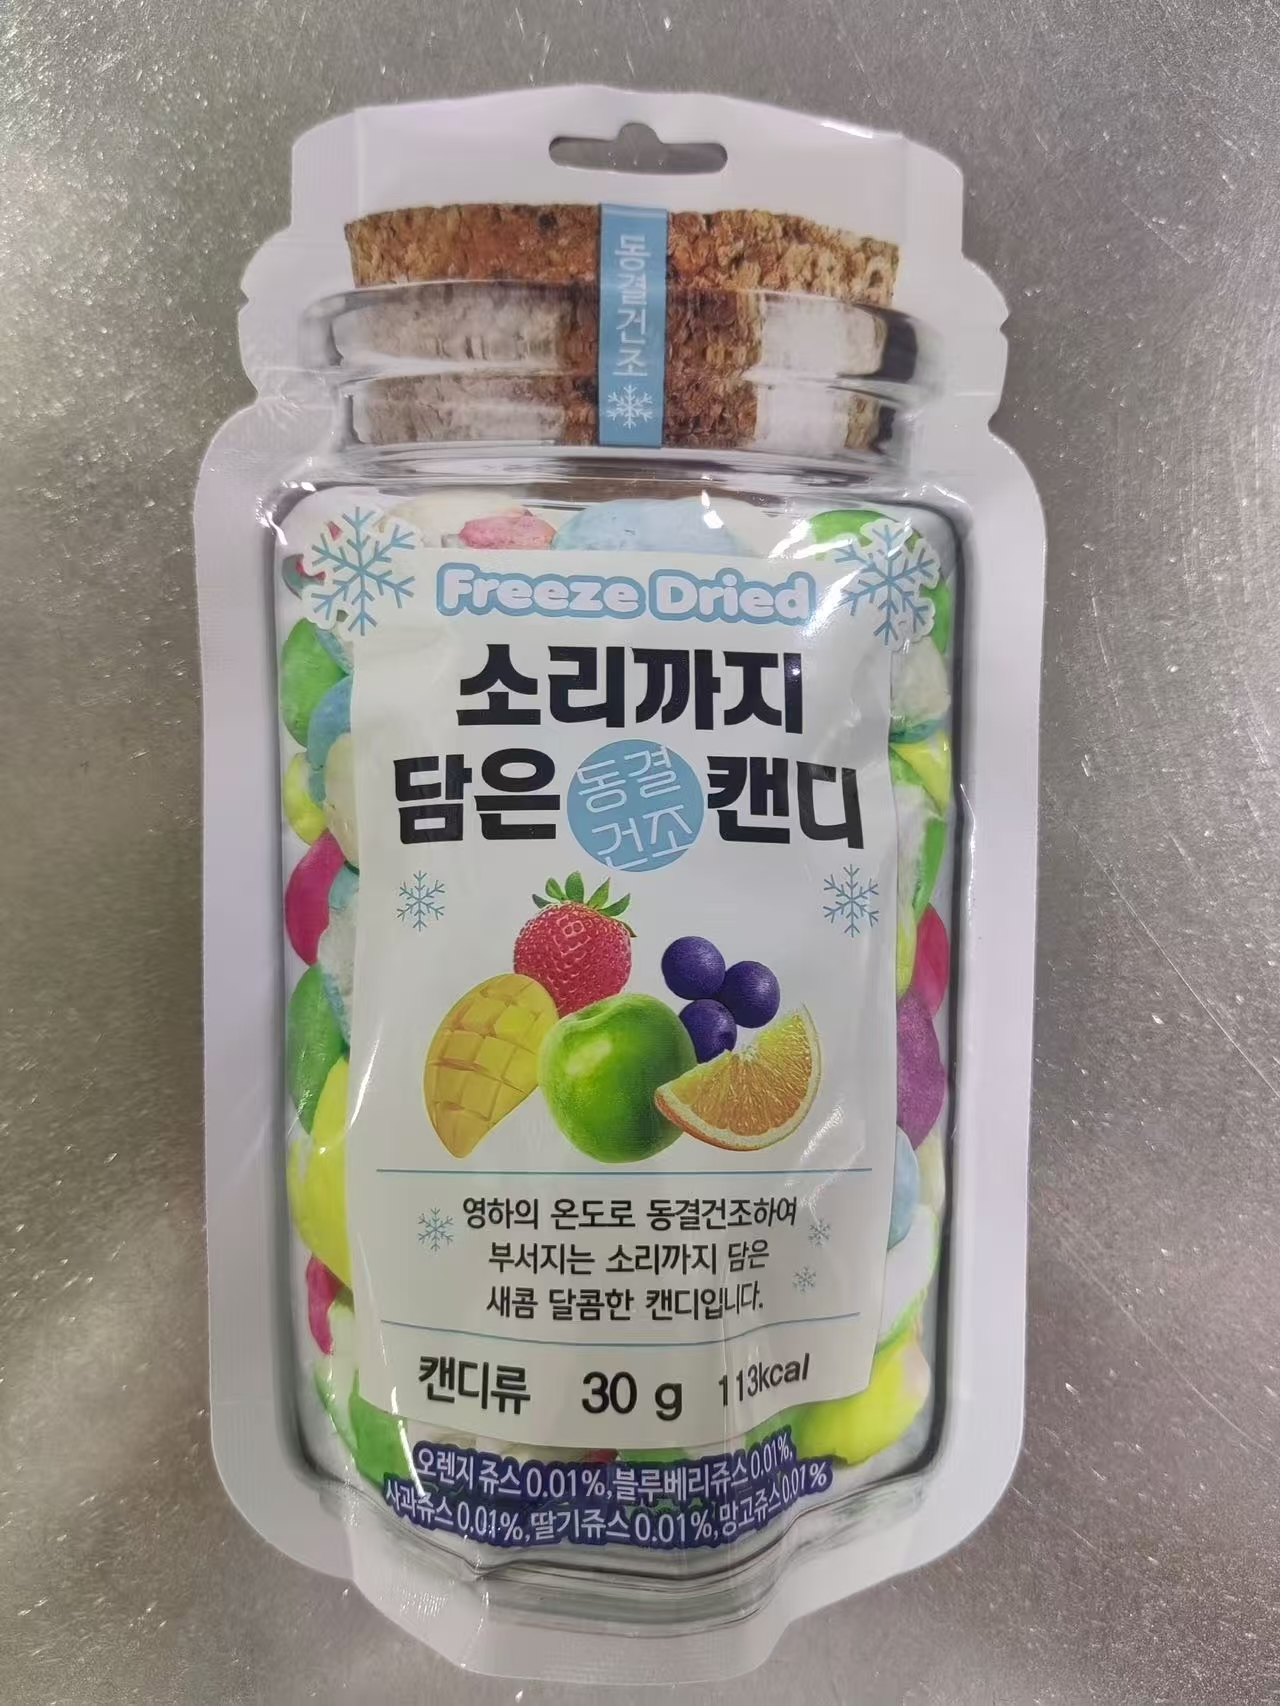 동결건조
Freeze Dried
소리까지
담은 동결건조 캔디
영하의 온도로 동결건조하여
부서지는 소리까지 담은
새콤 달콤한 캔디입니다.
캔디류 30 g 113kcal
오렌지 쥬스 0.01%,블루베리쥬스 0.01%,
사과쥬스 0.01%,딸기쥬스 0.01%,망고쥬스 0.01%